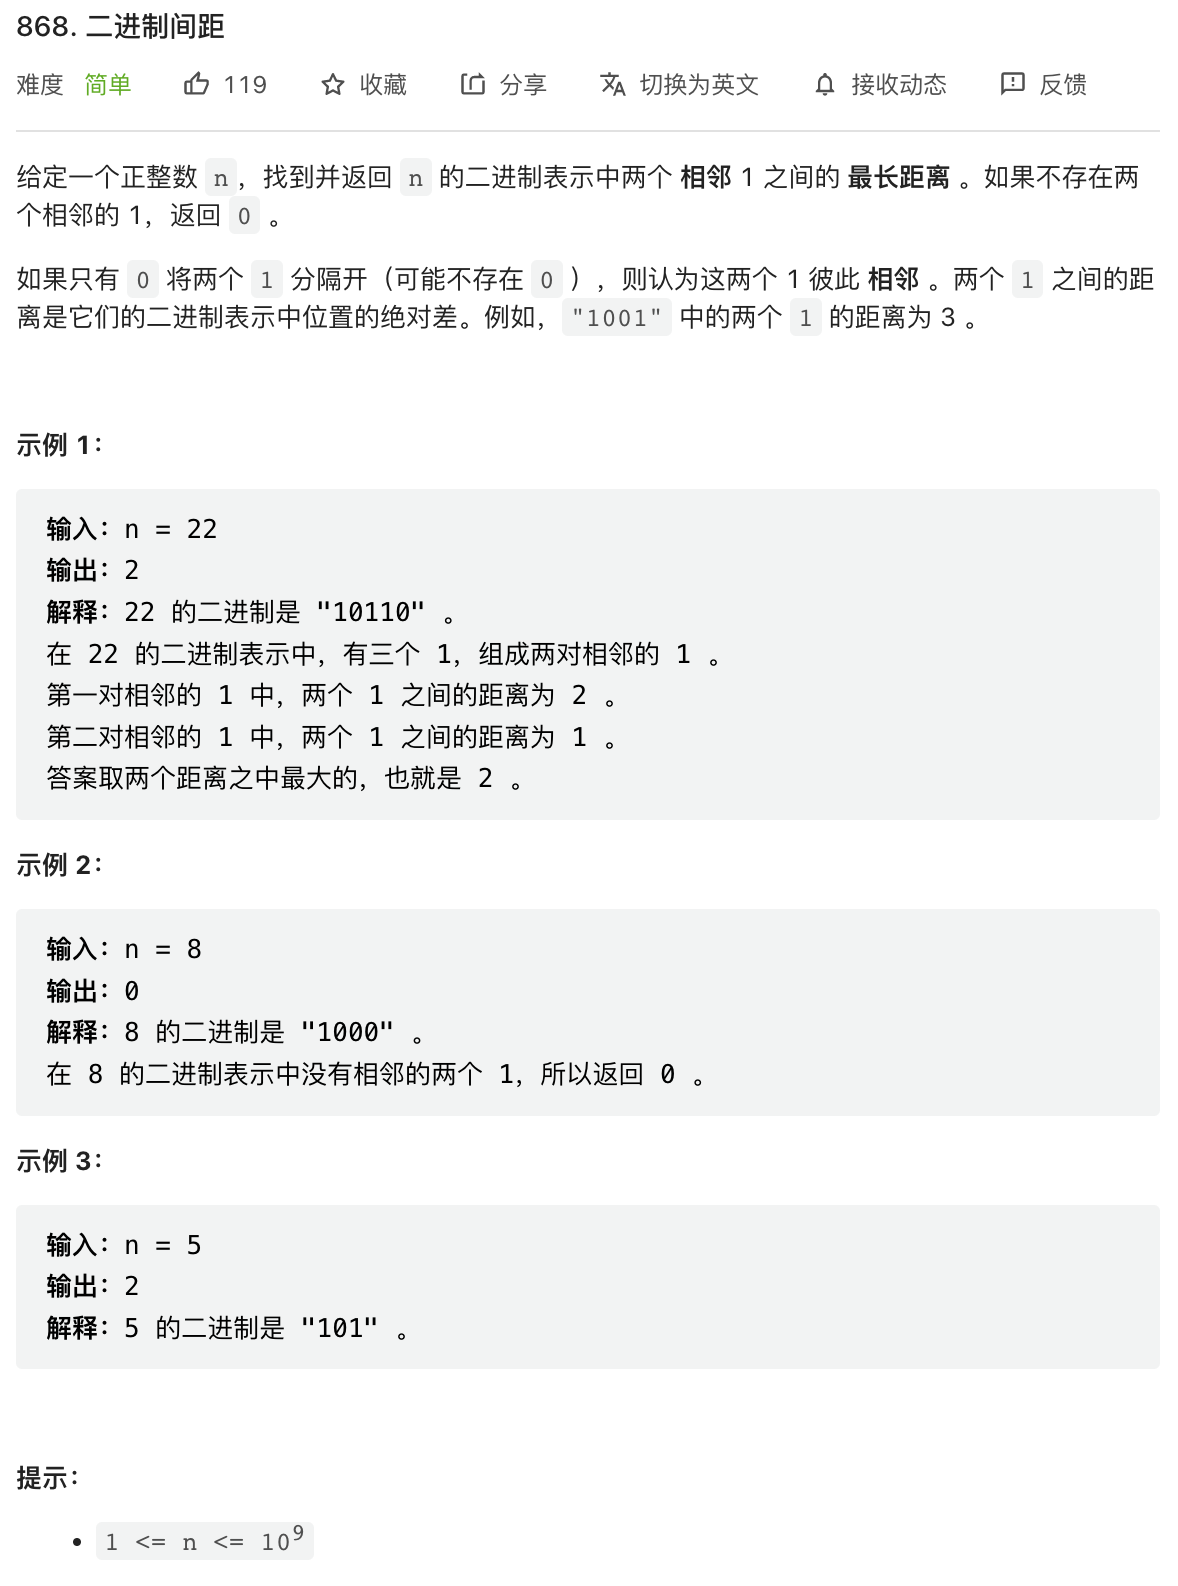 868. 二进制间距
难度 简单 119 收藏 分享 切换为英文 接收动态 反馈
给定一个正整数 n，找到并返回 n 的二进制表示中两个 相邻 1 之间的 最长距离 。如果不存在两
个相邻的 1，返回 0 。
如果只有 0 将两个 1 分隔开（可能不存在 0 ），则认为这两个 1 彼此 相邻 。两个 1 之间的距
离是它们的二进制表示中位置的绝对差。例如，"1001" 中的两个 1 的距离为 3 。
示例 1：
输入：n = 22
输出：2
解释：22 的二进制是 "10110" 。
在 22 的二进制表示中，有三个 1，组成两对相邻的 1 。
第一对相邻的 1 中，两个 1 之间的距离为 2 。
第二对相邻的 1 中，两个 1 之间的距离为 1 。
答案取两个距离之中最大的，也就是 2 。
示例 2：
输入：n = 8
输出：0
解释：8 的二进制是 "1000" 。
在 8 的二进制表示中没有相邻的两个 1，所以返回 0 。
示例 3：
输入：n = 5
输出：2
解释：5 的二进制是 "101" 。
提示：
• 1 <= n <= 10⁹